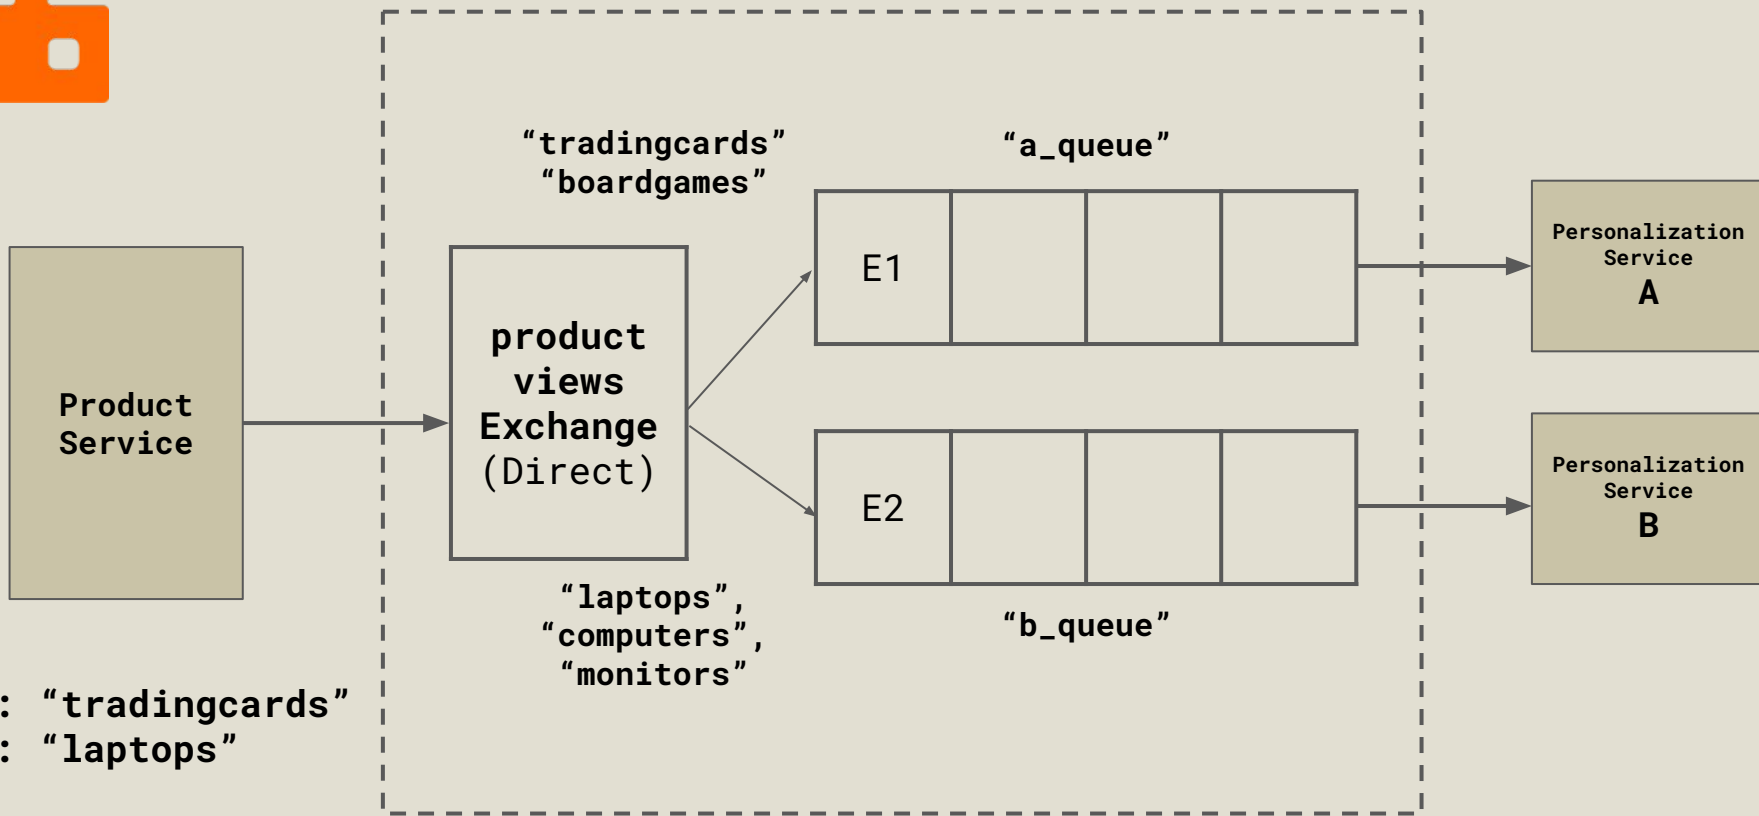 “tradingcards”
“boardgames”
“a_queue”
Product
Service
product
views
Exchange
(Direct)
E1
E2
Personalization
Service
A
Personalization
Service
B
“laptops”,
“computers”,
“monitors”
“b_queue”
: “tradingcards”
: “laptops”